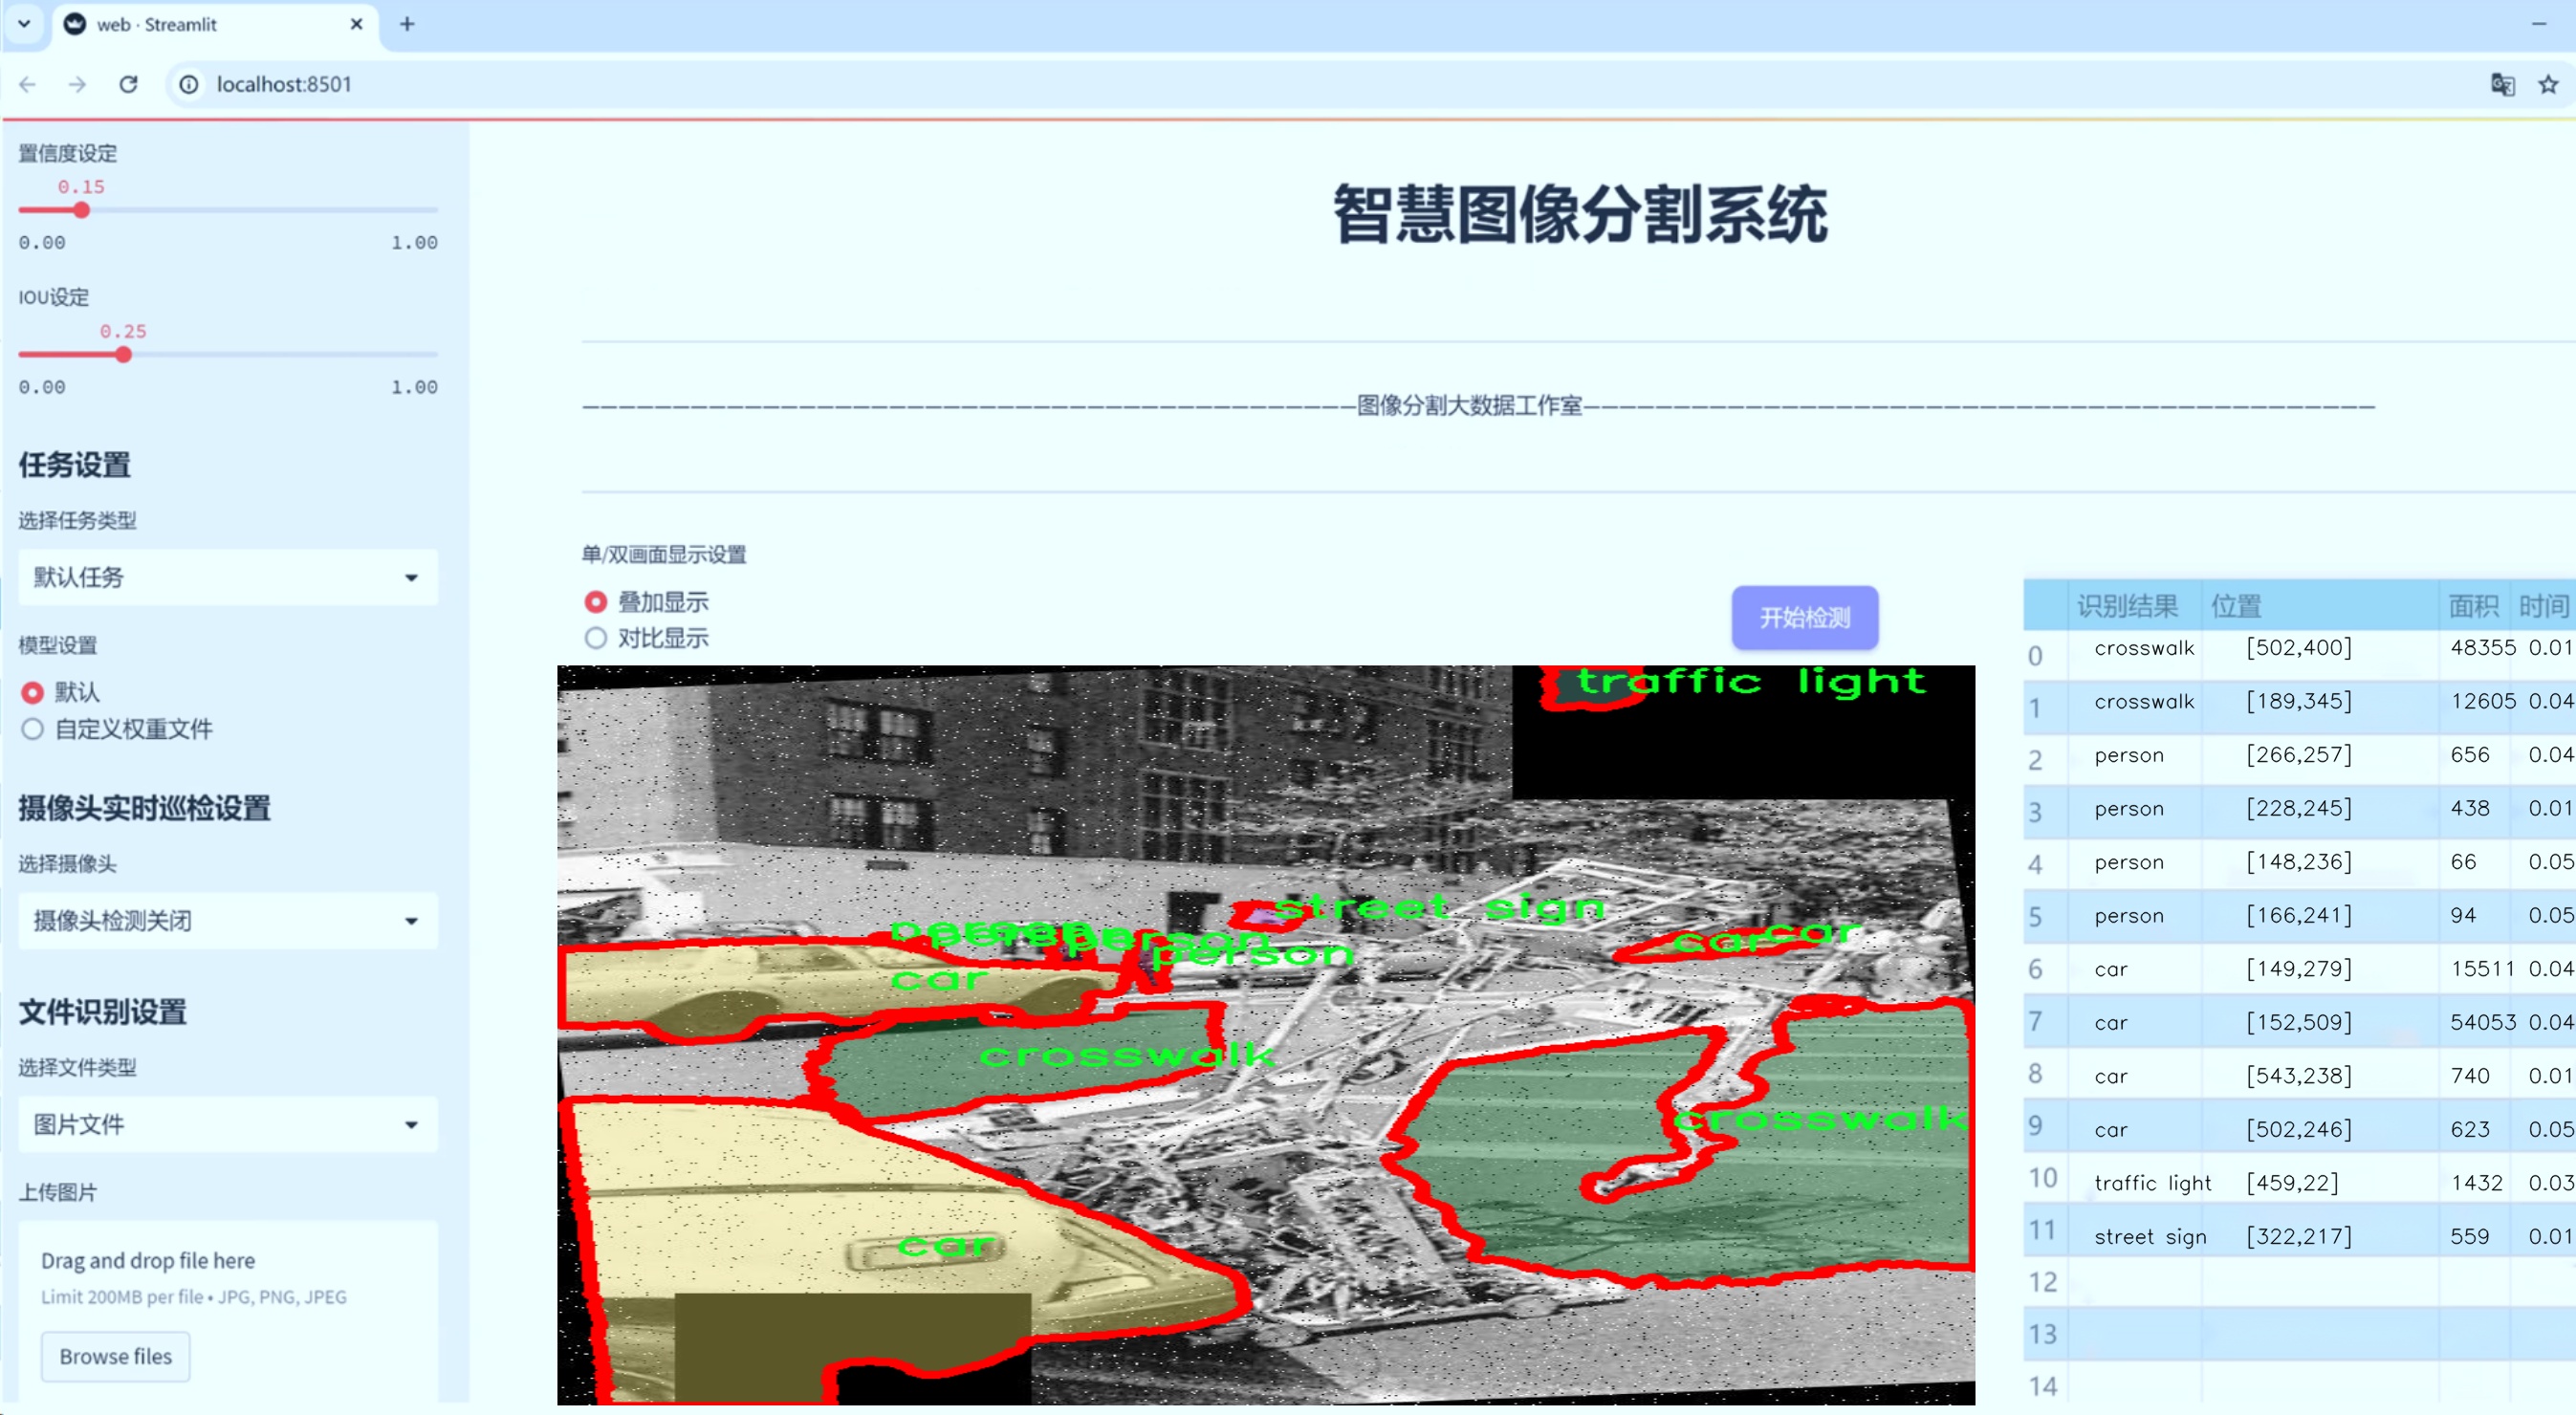 web · Streamlit
localhost:8501
置信度设定
0.15
0.00 1.00
IOU设定
0.25
0.00 1.00
任务设置
选择任务类型
默认任务
模型设置
默认
自定义权重文件
摄像头实时巡检设置
选择摄像头
摄像头检测关闭
文件识别设置
选择文件类型
图片文件
上传图片
Drag and drop file here
Limit 200MB per file • JPG, PNG, JPEG
Browse files
智慧图像分割系统
图像分割大数据工作室
单/双画面显示设置
叠加显示
对比显示
开始检测
traffic light
street sign
person
person
person
person
car
car
car
crosswalk
crosswalk
car
识别结果 位置 面积 时间
0 crosswalk [502,400] 48355 0.01
1 crosswalk [189,345] 12605 0.04
2 person [266,257] 656 0.04
3 person [228,245] 438 0.01
4 person [148,236] 66 0.05
5 person [166,241] 94 0.05
6 car [149,279] 15511 0.04
7 car [152,509] 54053 0.04
8 car [543,238] 740 0.01
9 car [502,246] 623 0.05
10 traffic light [459,22] 1432 0.03
11 street sign [322,217] 559 0.01
12
13
14